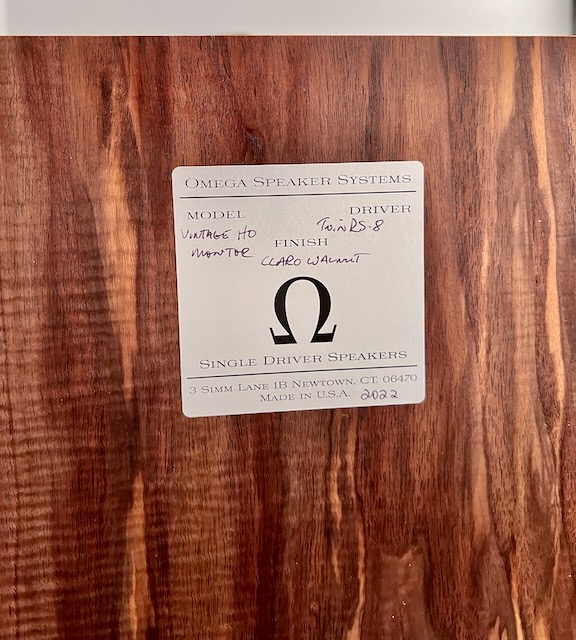 OMEGA SPEAKER SYSTEMS
MODEL DRIVER
VINTAGE HO TWIN RS-8
MONITOR FINISH
CLARO WALNUT
Ω
SINGLE DRIVER SPEAKERS
3 SIMM LANE 1B NEWTOWN, CT. 06470
MADE IN U.S.A. 2022